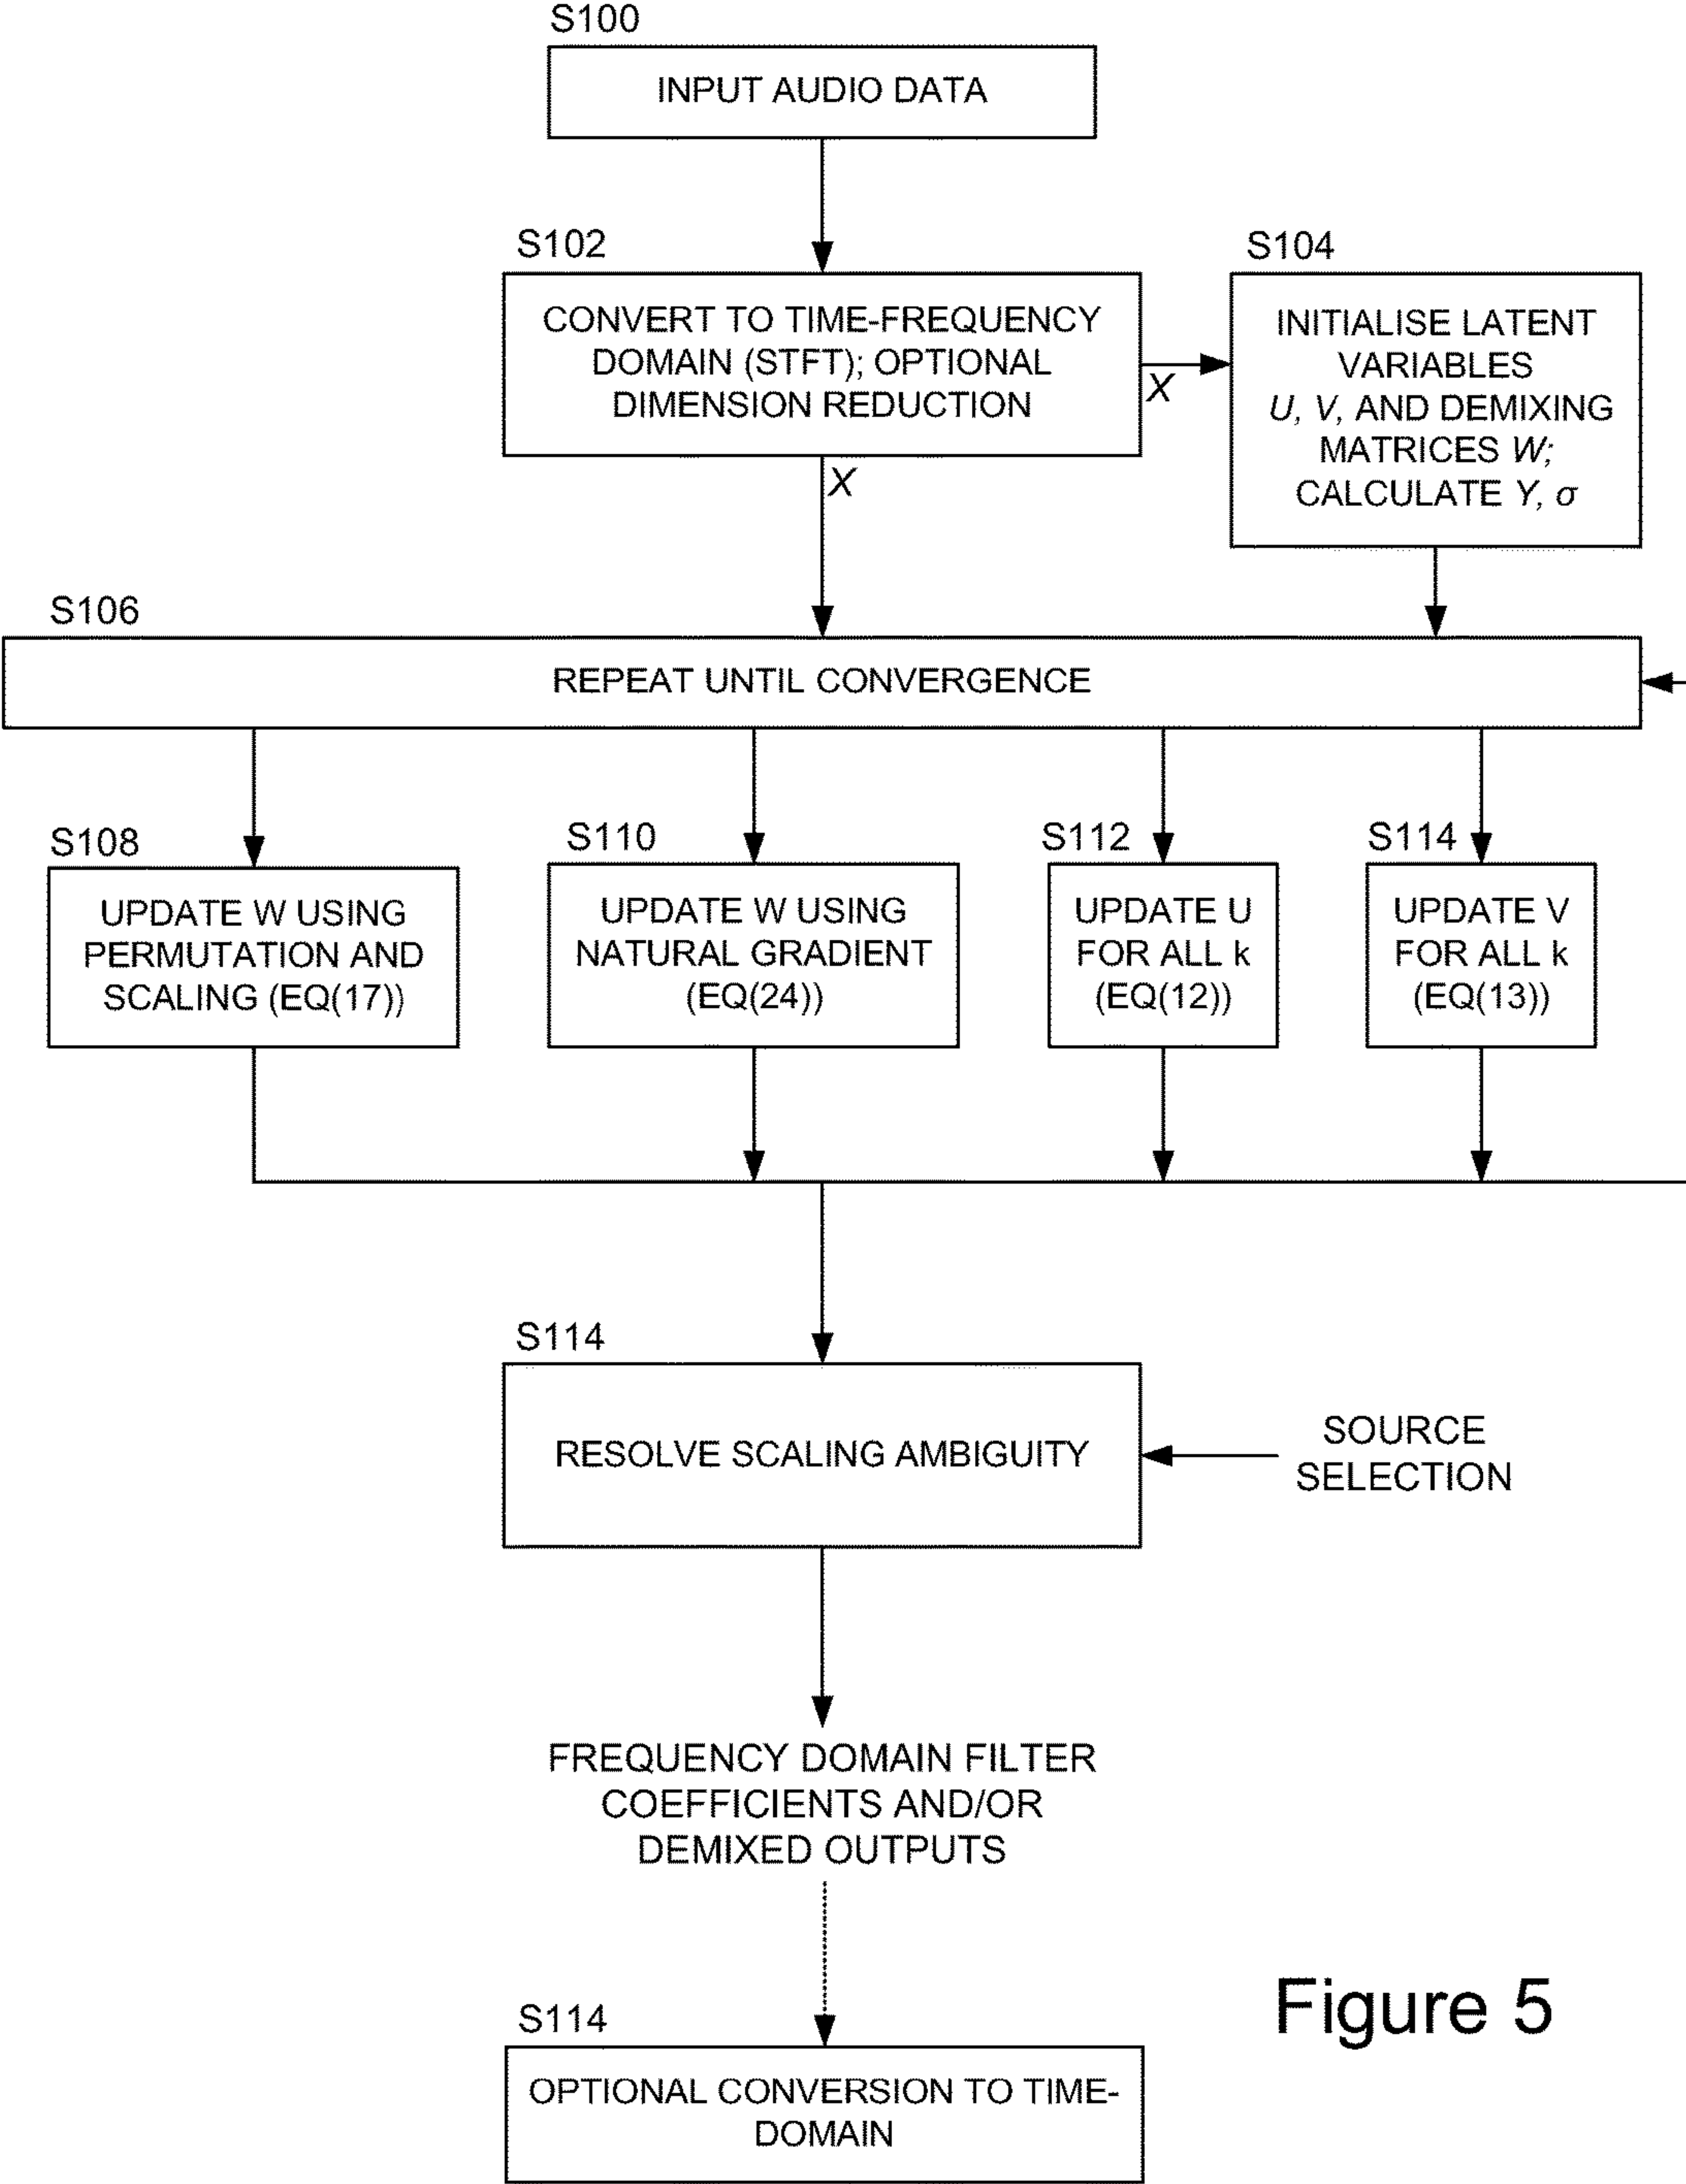 S100
INPUT AUDIO DATA
S102
CONVERT TO TIME-FREQUENCY
DOMAIN (STFT); OPTIONAL
DIMENSION REDUCTION
X
X
S104
INITIALISE LATENT
VARIABLES
U, V, AND DEMIXING
MATRICES W;
CALCULATE Y, σ
S106
REPEAT UNTIL CONVERGENCE
S108
UPDATE W USING
PERMUTATION AND
SCALING (EQ(17))
S110
UPDATE W USING
NATURAL GRADIENT
(EQ(24))
S112
UPDATE U
FOR ALL k
(EQ(12))
S114
UPDATE V
FOR ALL k
(EQ(13))
S114
RESOLVE SCALING AMBIGUITY
SOURCE
SELECTION
FREQUENCY DOMAIN FILTER
COEFFICIENTS AND/OR
DEMIXED OUTPUTS
S114
OPTIONAL CONVERSION TO TIME-
DOMAIN
Figure 5